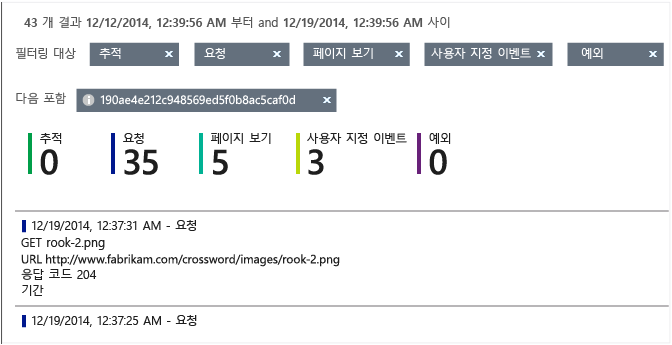 43 개 결과 12/12/2014, 12:39:56 AM 부터 and 12/19/2014, 12:39:56 AM 사이
필터링 대상 추적 × 요청 × 페이지 보기 × 사용자 지정 이벤트 × 예외 ×
다음 포함 190ae4e212c948569ed5f0b8ac5caf0d ×
추적 요청 페이지 보기 사용자 지정 이벤트 예외
0 35 5 3 0
12/19/2014, 12:37:31 AM - 요청
GET rook-2.png
URL http://www.fabrikam.com/crossword/images/rook-2.png
응답 코드 204
기간
12/19/2014, 12:37:25 AM - 요청